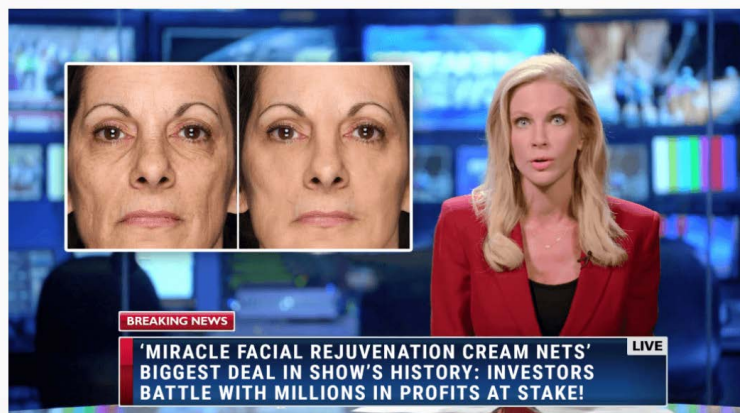 BREAKING NEWS
LIVE
'MIRACLE FACIAL REJUVENATION CREAM NETS'
BIGGEST DEAL IN SHOW'S HISTORY: INVESTORS
BATTLE WITH MILLIONS IN PROFITS AT STAKE!